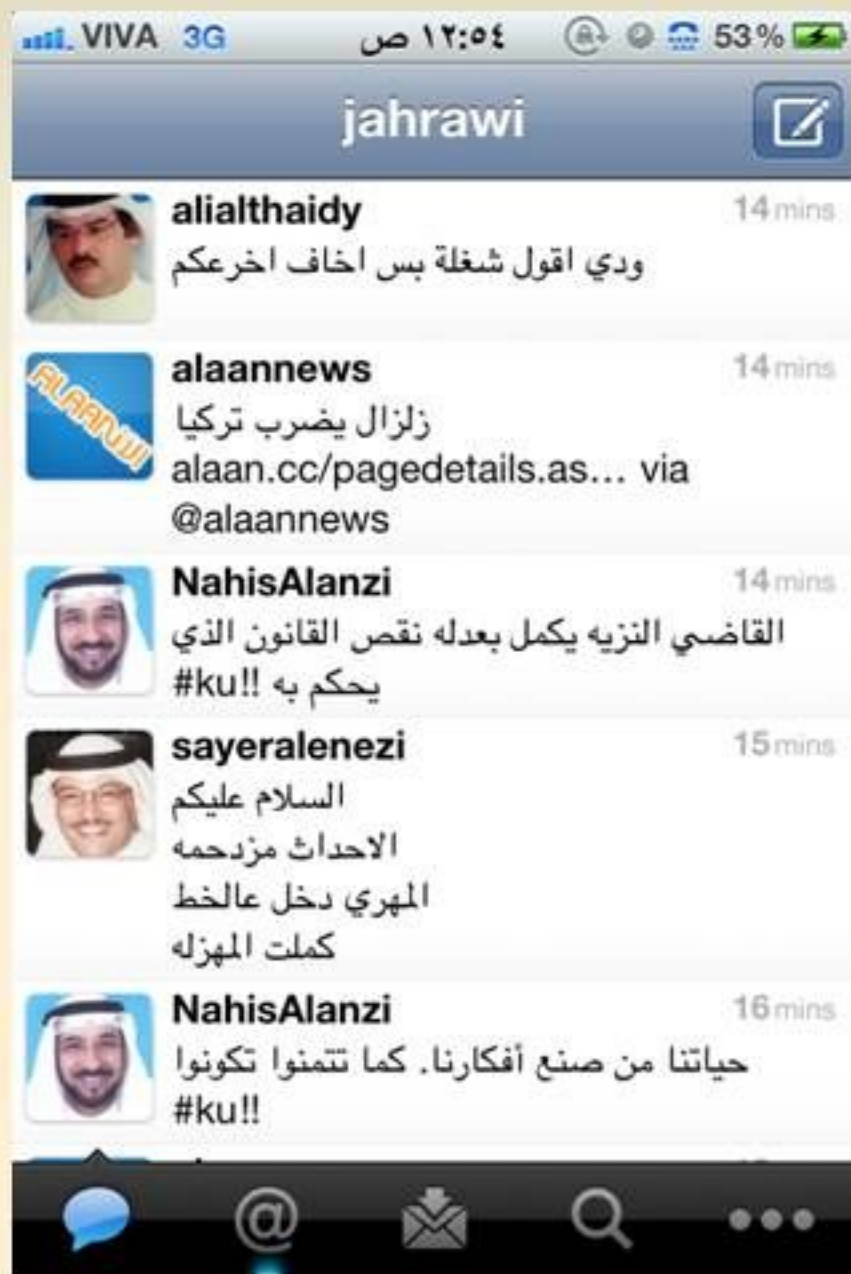 VIVA 3G ١٢:٥٤ ص 53%
jahrawi
alialthaidy 14 mins
ودي اقول شغلة بس اخاف اخرعكم
alaannews 14 mins
ALAAN الآن
زلزال يضرب تركيا
alaan.cc/pagedetails.as... via
@alaannews
NahisAlanzi 14 mins
القاضي النزيه يكمل بعدله نقص القانون الذي
يحكم به !!#ku
sayeralenezi 15 mins
السلام عليكم
الاحداث مزدحمه
المهري دخل عالخط
كملت المهزله
NahisAlanzi 16 mins
حياتنا من صنع أفكارنا. كما تتمنوا تكونوا
#ku!!